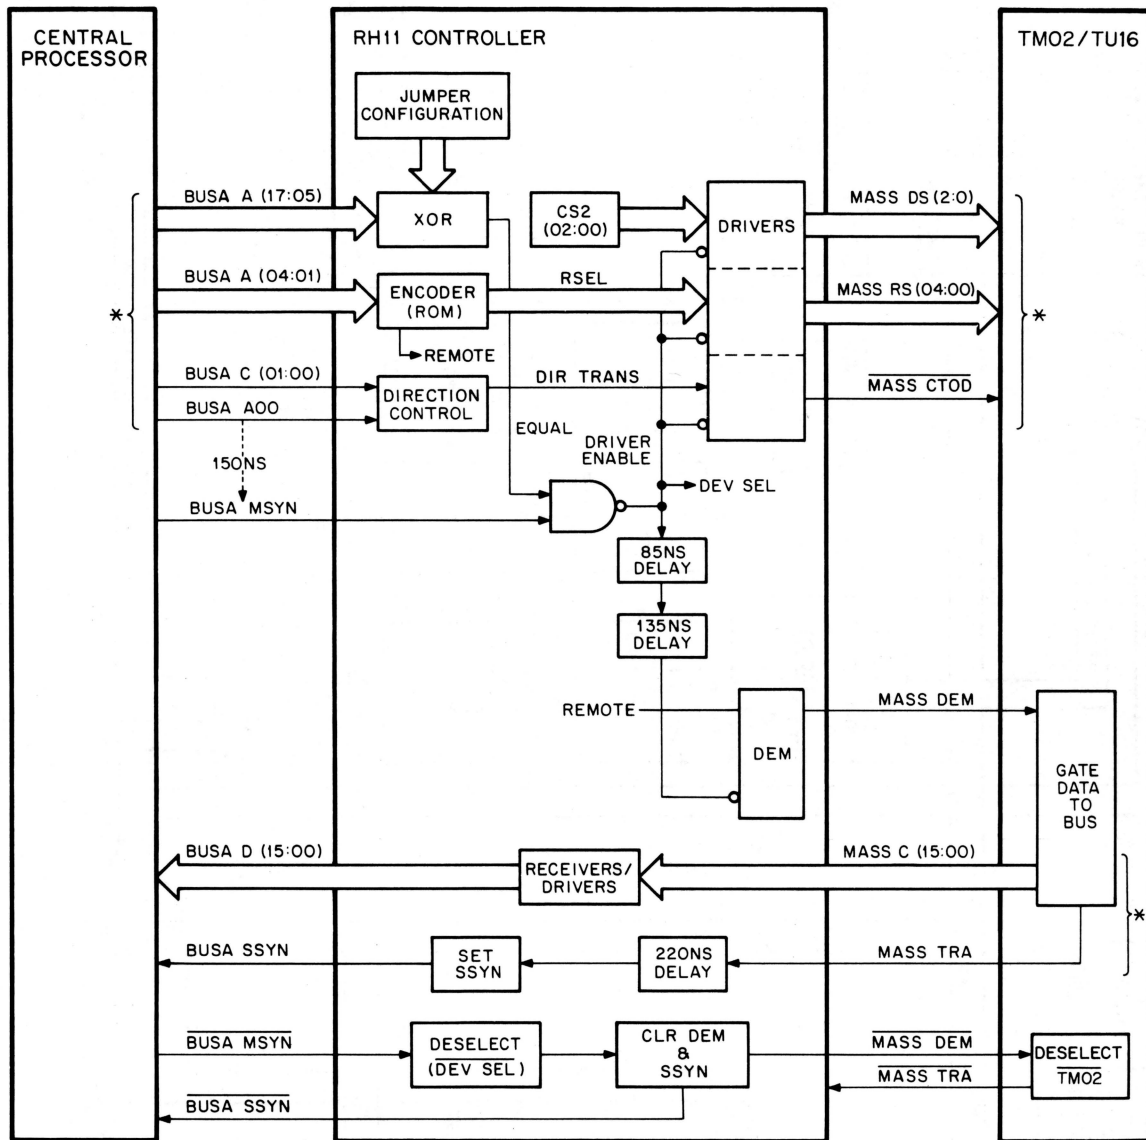 CENTRAL
PROCESSOR
RH11 CONTROLLER
TM02/TU16
JUMPER
CONFIGURATION
BUSA A (17:05)
XOR
CS2
(02:00)
DRIVERS
MASS DS (2:0)
BUSA A (04:01)
ENCODER
(ROM)
RSEL
MASS RS (04:00)
*
*
REMOTE
BUSA C (01:00)
DIRECTION
CONTROL
DIR TRANS
MASS CTOD
BUSA A00
EQUAL
DRIVER
ENABLE
150NS
DEV SEL
BUSA MSYN
85NS
DELAY
135NS
DELAY
REMOTE
DEM
MASS DEM
GATE
DATA
TO
BUS
BUSA D (15:00)
RECEIVERS/
DRIVERS
MASS C (15:00)
*
BUSA SSYN
SET
SSYN
220NS
DELAY
MASS TRA
BUSA MSYN
DESELECT
(DEV SEL)
CLR DEM
&
SSYN
MASS DEM
MASS TRA
DESELECT
TM02
BUSA SSYN